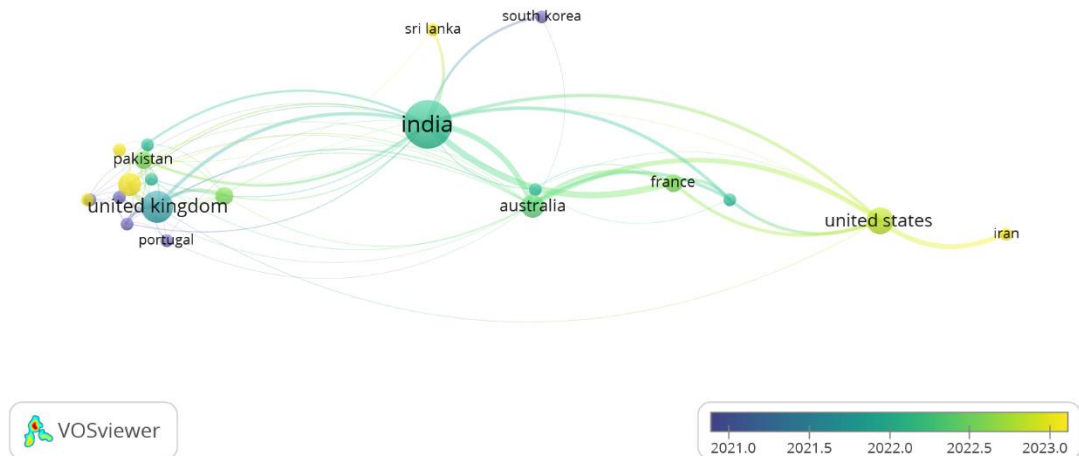 south korea
sri lanka
india
pakistan
united kingdom
portugal
australia
france
united states
iran
VOSviewer
2021.0 2021.5 2022.0 2022.5 2023.0